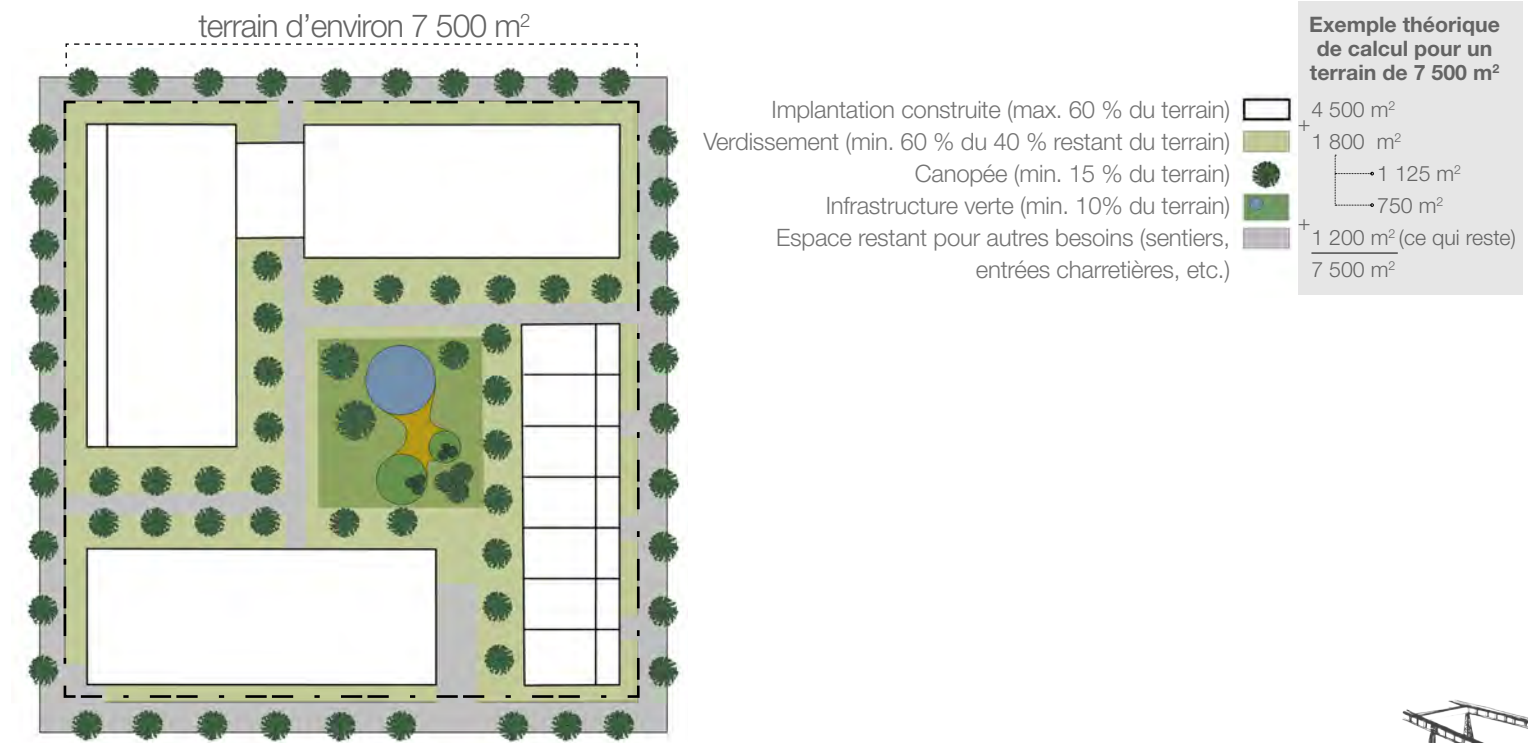 terrain d'environ 7 500 m²
Exemple théorique
de calcul pour un
terrain de 7 500 m²
Implantation construite (max. 60 % du terrain) 4 500 m²
+
Verdissement (min. 60 % du 40 % restant du terrain) 1 800 m²
Canopée (min. 15 % du terrain) 1 125 m²
Infrastructure verte (min. 10% du terrain) 750 m²
+
Espace restant pour autres besoins (sentiers, 1 200 m² (ce qui reste)
entrées charretières, etc.) 7 500 m²